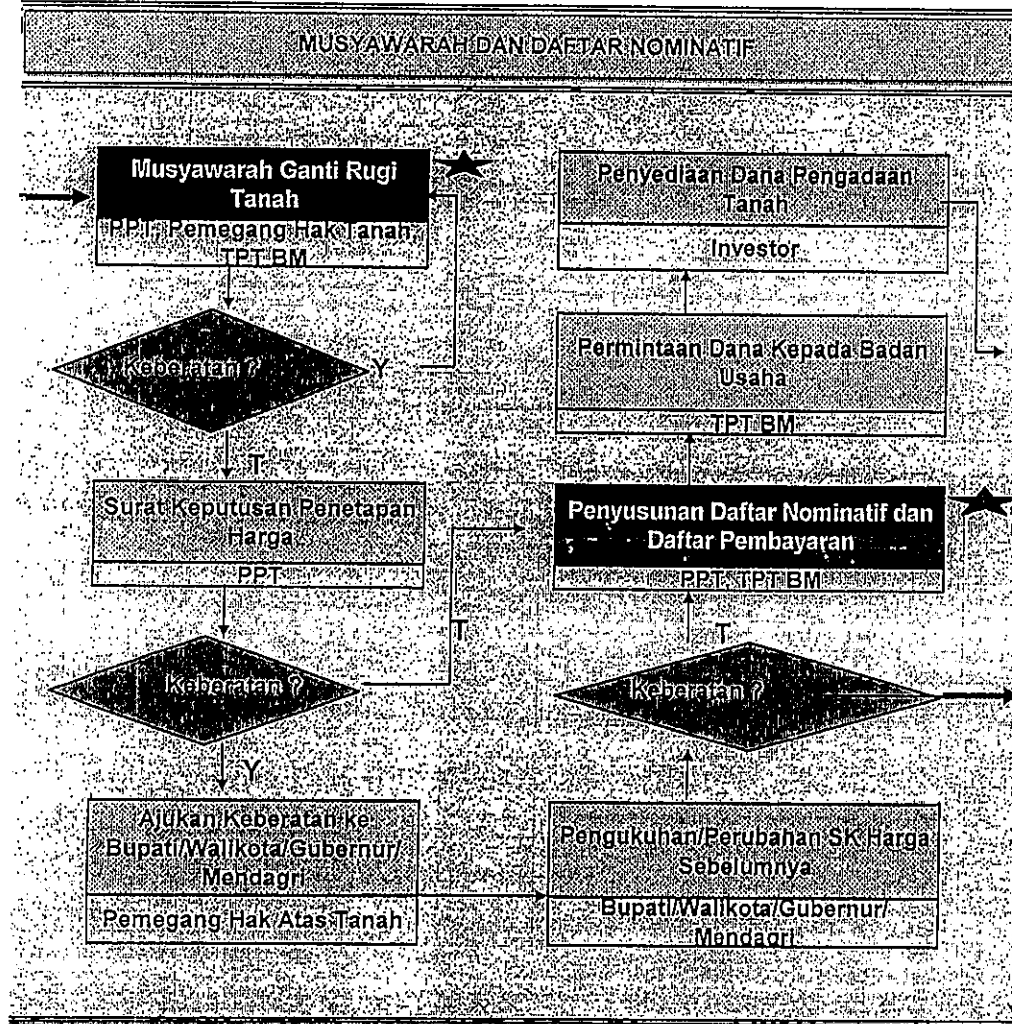 MUSYAWARAH DAN DAFTAR NOMINATIF
Musyawarah Ganti Rugi
Tanah
PPT, Pemegang Hak Tanah,
TPT BM
Keberatan ?
Y
T
Surat Keputusan Penetapan
Harga
PPT
Keberatan ?
T
Y
Ajukan Keberatan ke
Bupati/Walikota/Gubernur/
Mendagri
Pemegang Hak Atas Tanah
Penyediaan Dana Pengadaan
Tanah
Investor
Permintaan Dana Kepada Badan
Usaha
TPT BM
Penyusunan Daftar Nominatif dan
Daftar Pembayaran
PPT, TPT BM
T
Keberatan ?
Pengukuhan/Perubahan SK Harga
Sebelumnya
Bupati/Walikota/Gubernur/
Mendagri